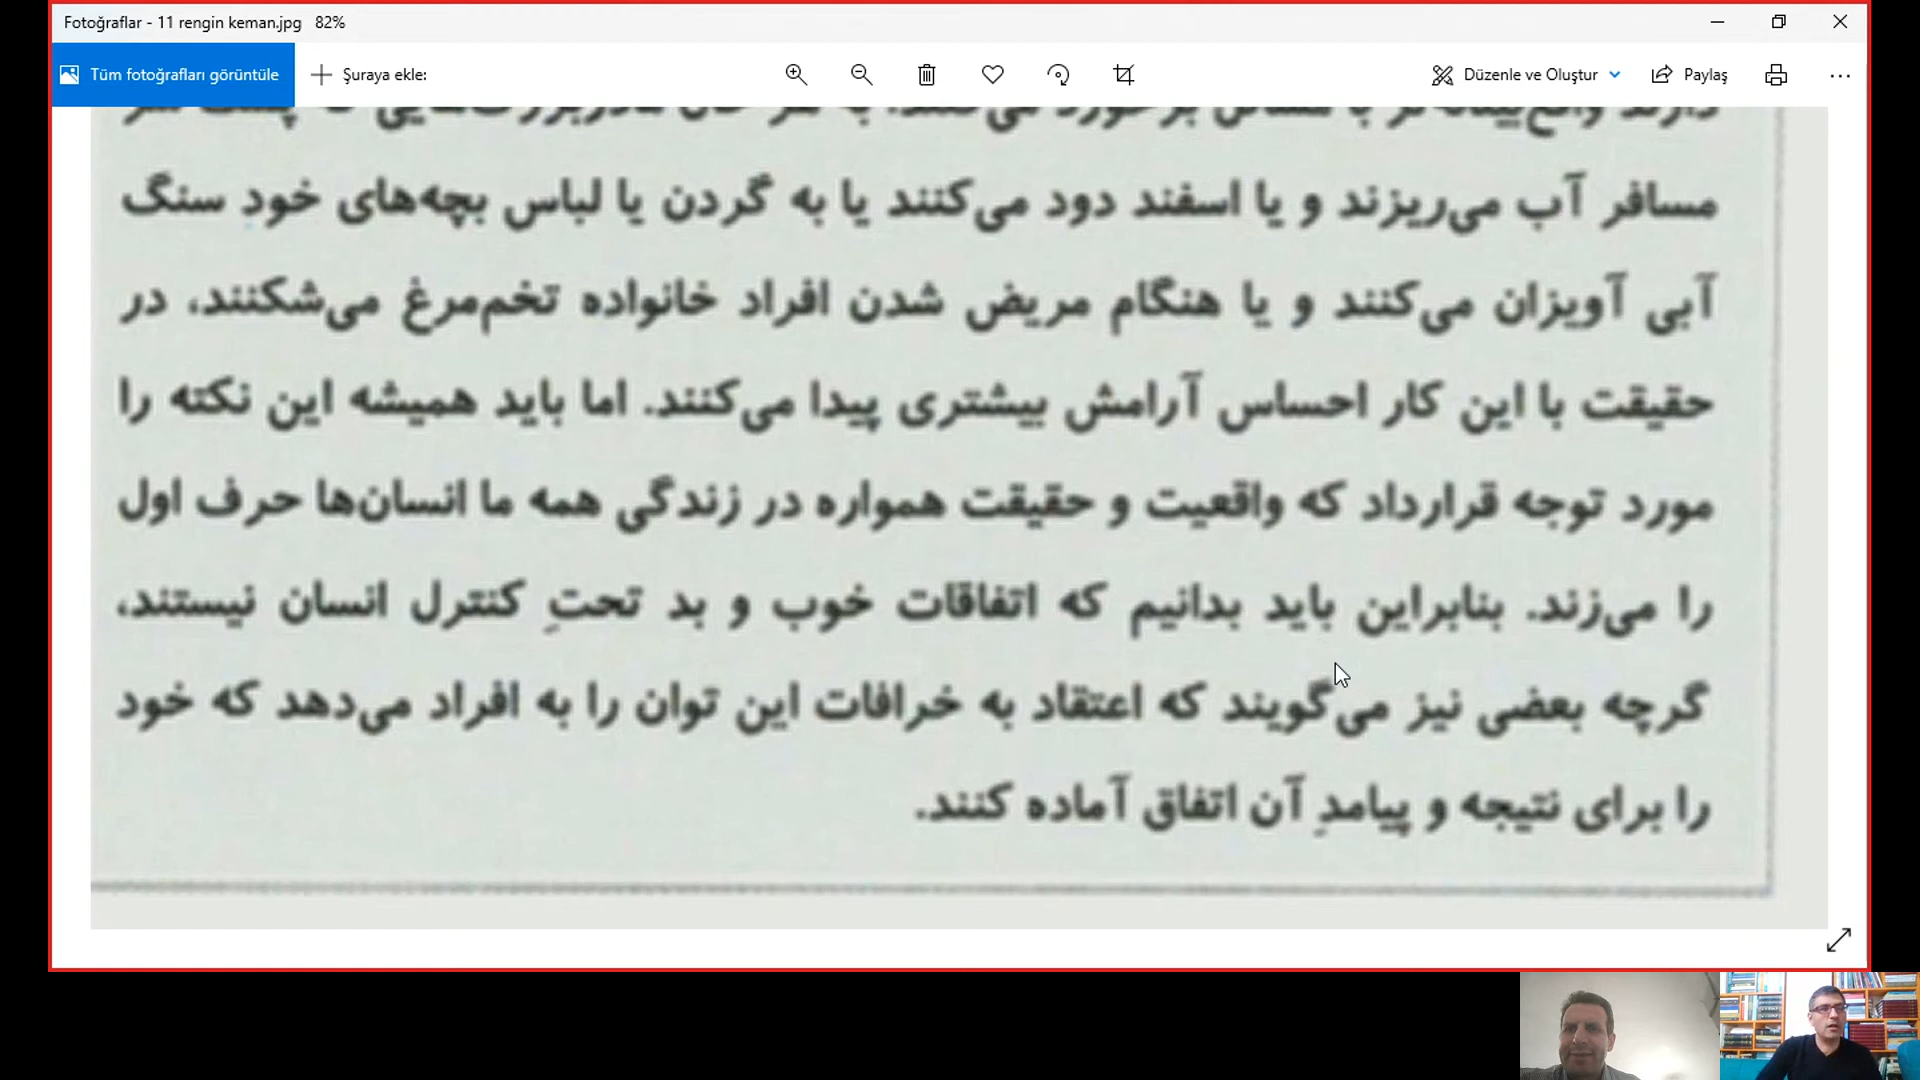 Fotoğraflar - 11 rengin keman.jpg 82%
Tüm fotoğrafları görüntüle
Şuraya ekle:
Düzenle ve Oluştur
Paylaş
مسافر آب می‌ریزند و یا اسفند دود می‌کنند یا به گردن یا لباس بچه‌های خودِ سنگ
آبی آویزان می‌کنند و یا هنگام مریض شدن افراد خانواده تخم‌مرغ می‌شکنند، در
حقیقت با این کار احساس آرامش بیشتری پیدا می‌کنند. اما باید همیشه این نکته را
مورد توجه قرارداد که واقعیت و حقیقت همواره در زندگی همه ما انسان‌ها حرف اول
را می‌زند. بنابراین باید بدانیم که اتفاقات خوب و بد تحتِ کنترل انسان نیستند،
گرچه بعضی نیز می‌گویند که اعتقاد به خرافات این توان را به افراد می‌دهد که خود
را برای نتیجه و پیامدِ آن اتفاق آماده کنند.